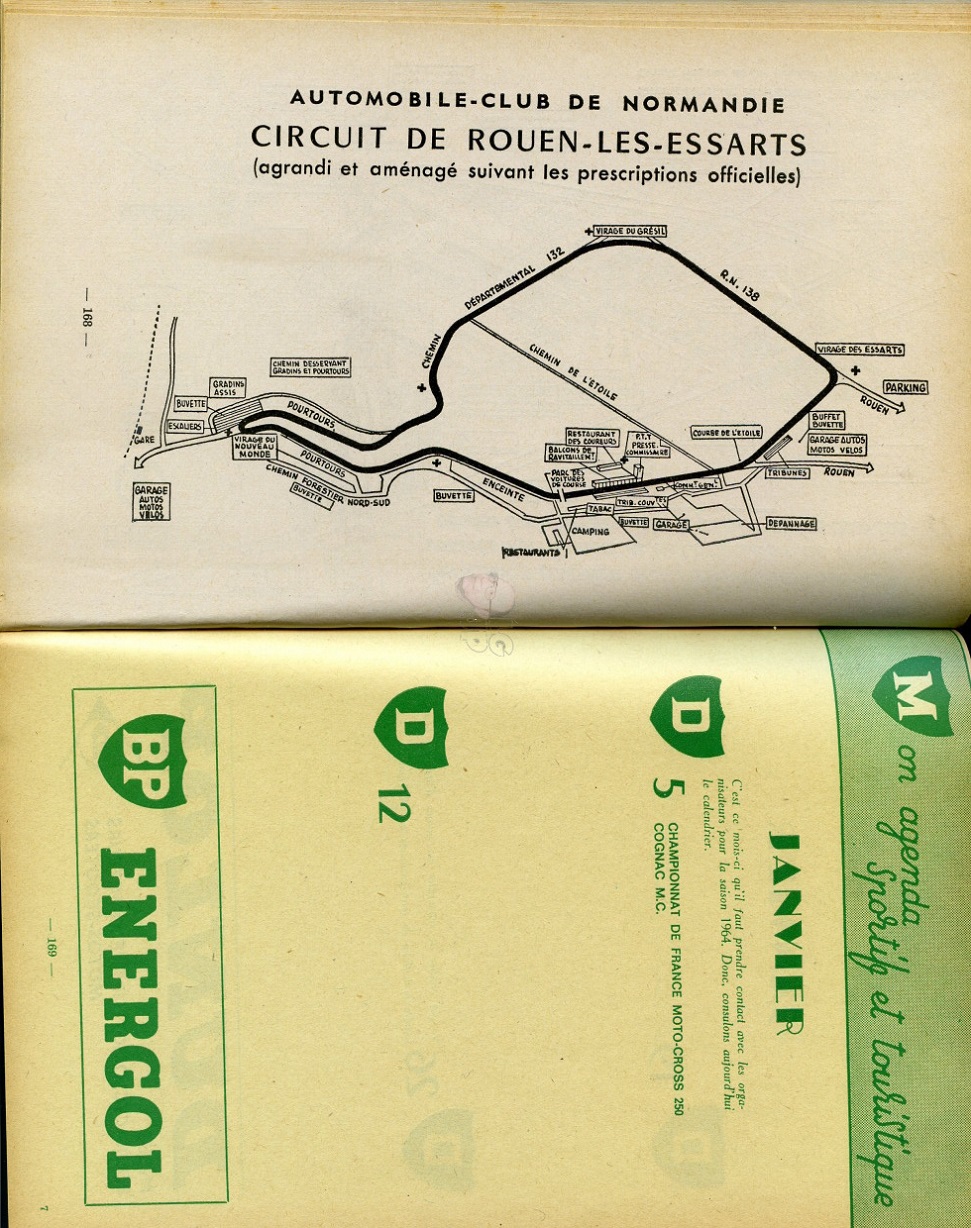 AUTOMOBILE-CLUB DE NORMANDIE
CIRCUIT DE ROUEN-LES-ESSARTS
(agrandi et aménagé suivant les prescriptions officielles)
VIRAGE DU GRÉSIL
DÉPARTEMENTAL 132
R.N. 138
CHEMIN
CHEMIN DE L'ETOILE
VIRAGE DES ESSARTS
PARKING
ROUEN
CHEMIN DESSERVANT
GRADINS ET POURTOURS
GRADINS
ASSIS
BUVETTE
ESCALIERS
GARE
POURTOURS
VIRAGE DU
NOUVEAU
MONDE
POURTOURS
CHEMIN FORESTIER NORD-SUD
BUVETTE
GARAGE
AUTOS
MOTOS
VELOS
BUVETTE
ENCEINTE
RESTAURANT
DES COUREURS
BALCONS DE
RAVITAILLEMT
P.T.T
PRESSE
COMMISSAIRE
PARC DES
VOITURES
DE COURSE
COURBE DE L'ETOILE
BUFFET
BUVETTE
GARAGE AUTOS
MOTOS VELOS
TRIBUNES
ROUEN
TRIB. COUVTES
TABAC
BUVETTE
GARAGE
DEPANNAGE
CAMPING
RESTAURANTS
— 168 —
Mon agenda
Sportif et touristique
JANVIER
C'est ce mois-ci qu'il faut prendre contact avec les orga-
nisateurs pour la saison 1964. Donc, consulons aujourd'hui
le calendrier.
D 5 CHAMPIONNAT DE FRANCE MOTO-CROSS 250
COGNAC M.C.
D 12
BP ENERGOL
— 169 —
7